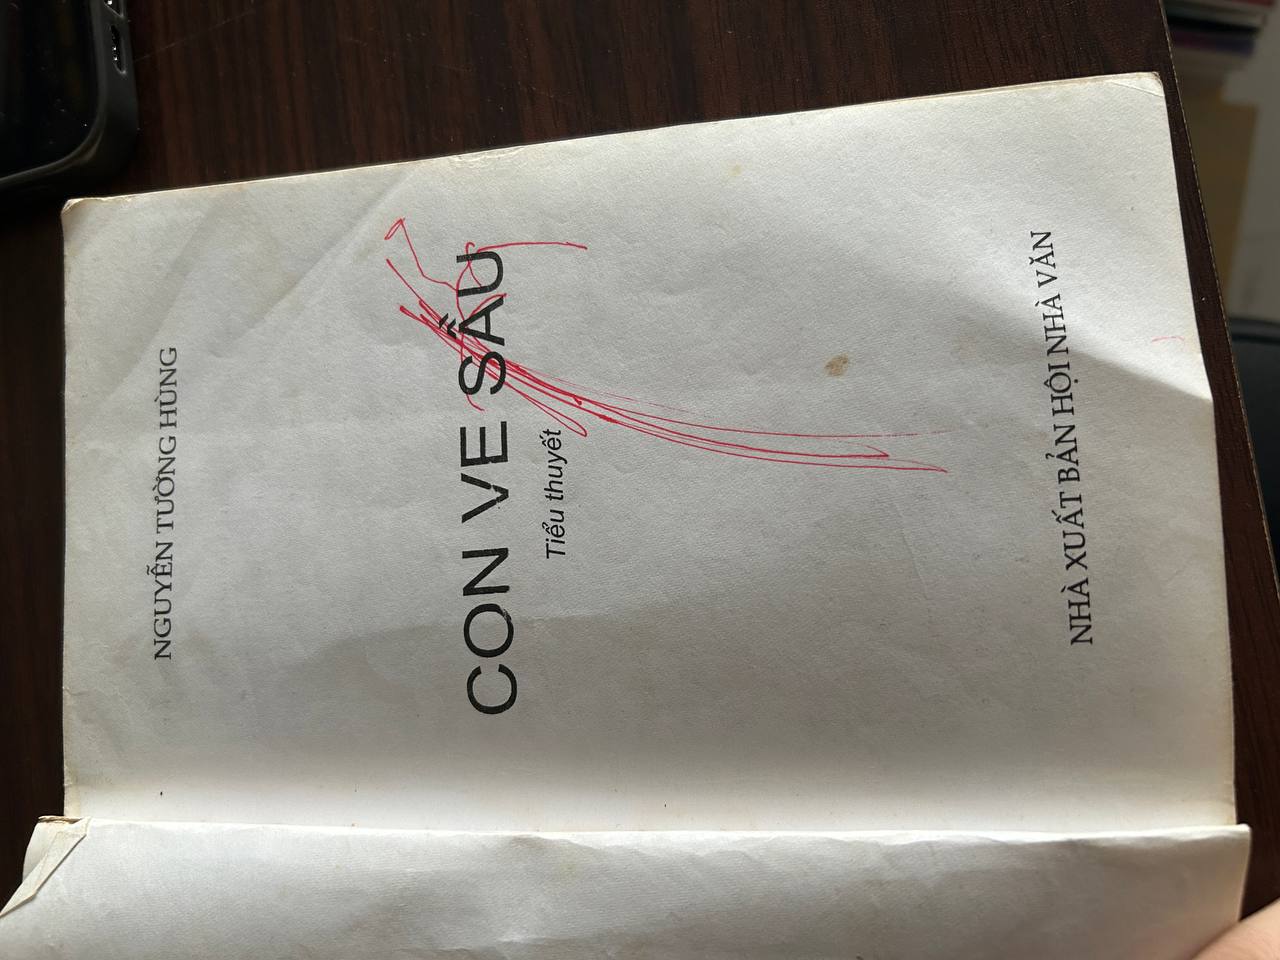 NGUYỄN TƯỜNG HÙNG
CON VE SẦU
Tiểu thuyết
NHÀ XUẤT BẢN HỘI NHÀ VĂN